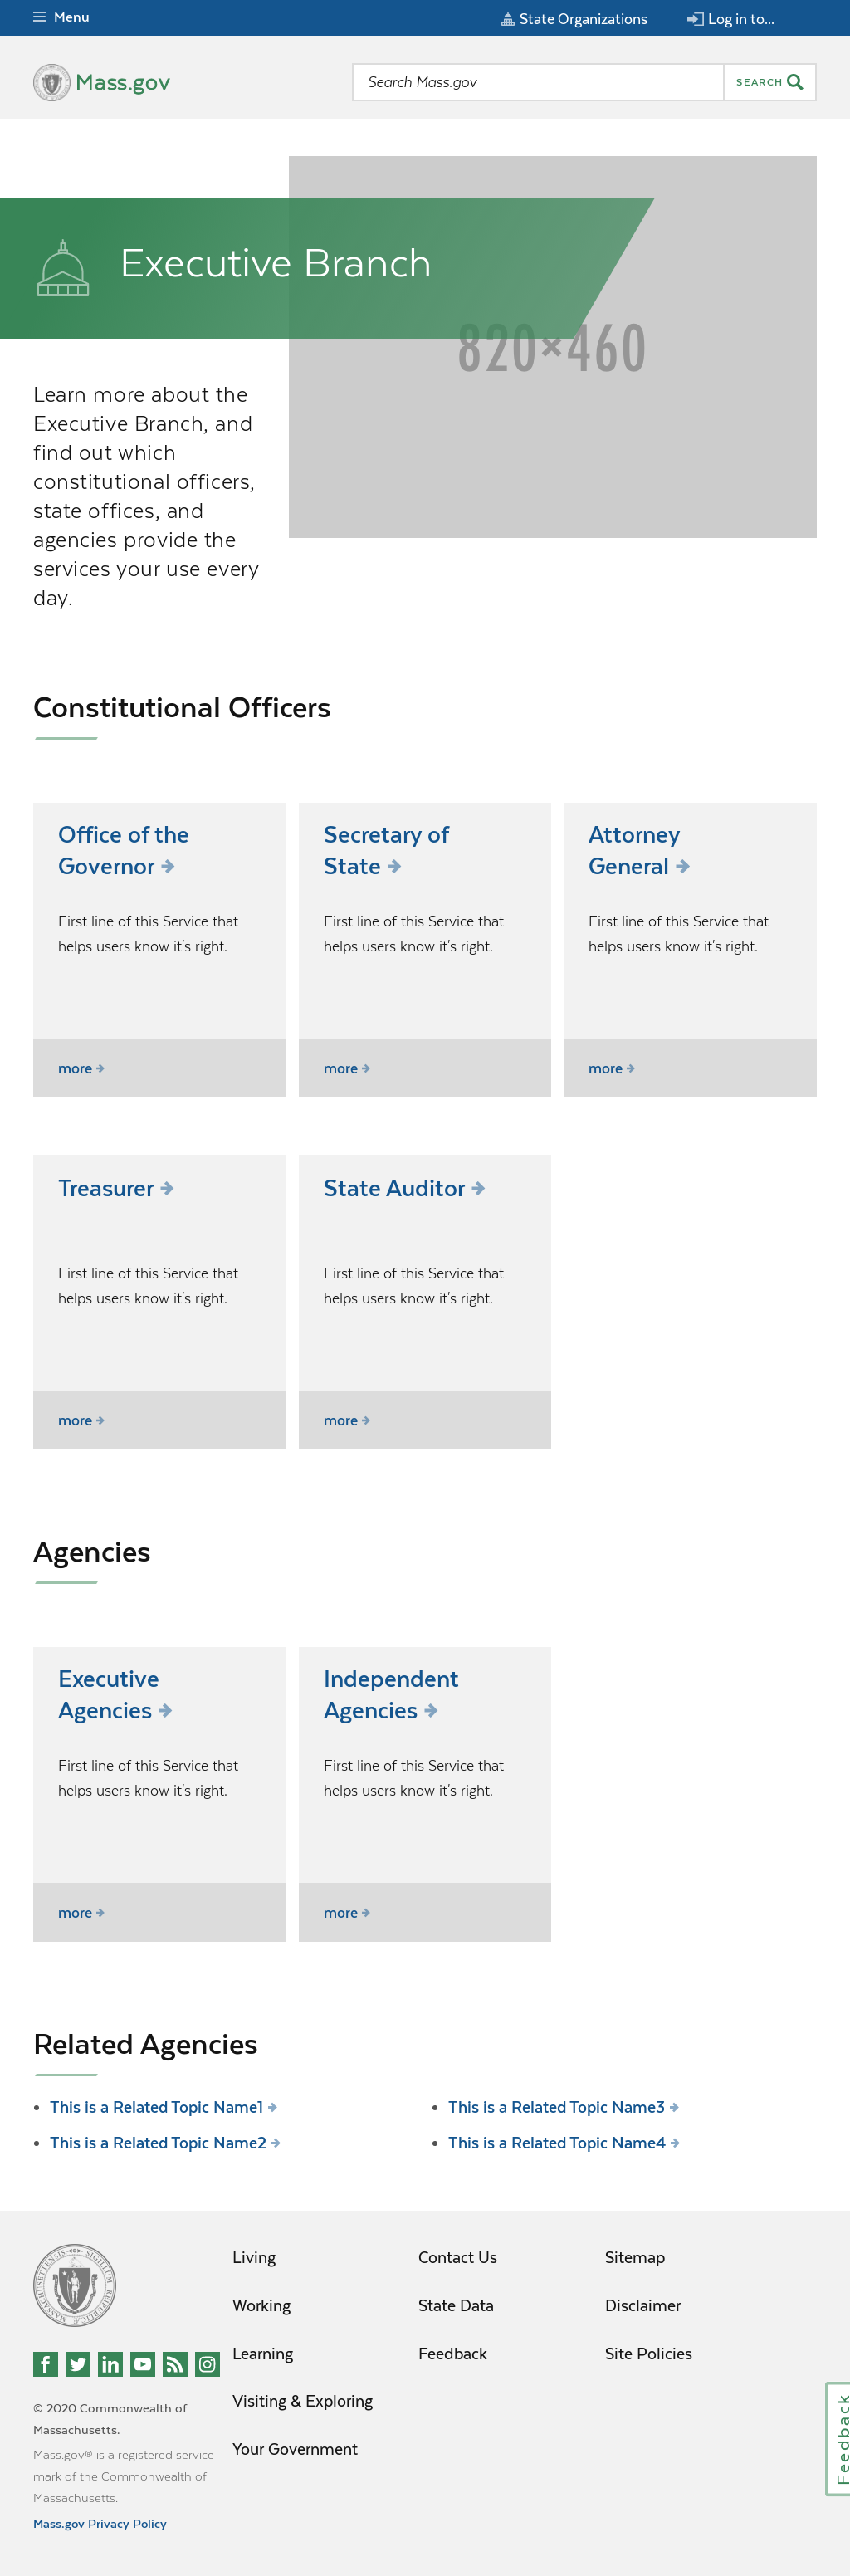 Menu
State Organizations
Log in to...
Mass.gov
Search Mass.gov
SEARCH
Executive Branch
820×460
Learn more about the
Executive Branch, and
find out which
constitutional officers,
state offices, and
agencies provide the
services your use every
day.
Constitutional Officers
Office of the
Governor
First line of this Service that
helps users know it's right.
more
Secretary of
State
First line of this Service that
helps users know it's right.
more
Attorney
General
First line of this Service that
helps users know it's right.
more
Treasurer
First line of this Service that
helps users know it's right.
more
State Auditor
First line of this Service that
helps users know it's right.
more
Agencies
Executive
Agencies
First line of this Service that
helps users know it's right.
more
Independent
Agencies
First line of this Service that
helps users know it's right.
more
Related Agencies
This is a Related Topic Name1
This is a Related Topic Name2
This is a Related Topic Name3
This is a Related Topic Name4
Living
Working
Learning
Visiting & Exploring
Your Government
Contact Us
State Data
Feedback
Sitemap
Disclaimer
Site Policies
© 2020 Commonwealth of
Massachusetts.
Mass.gov® is a registered service
mark of the Commonwealth of
Massachusetts.
Mass.gov Privacy Policy
Feedback